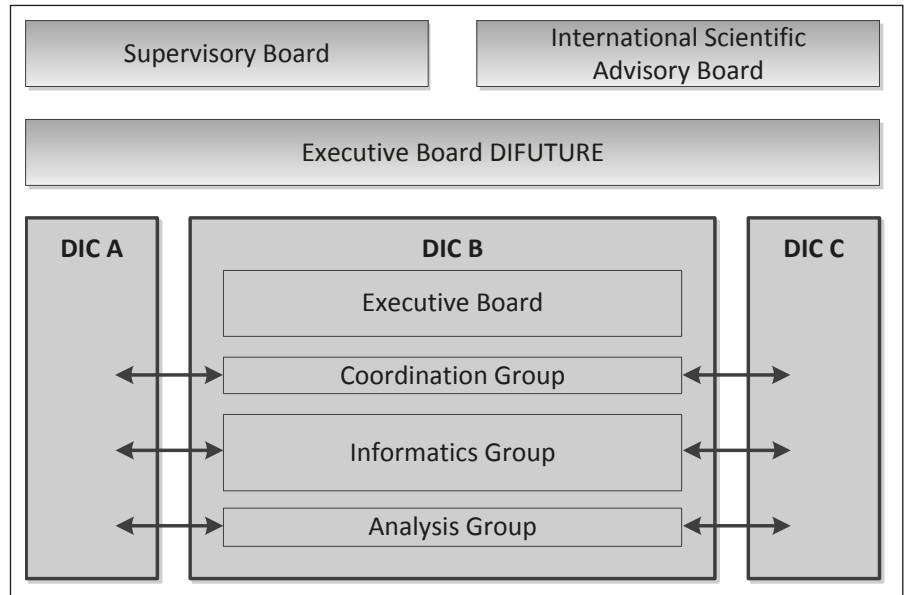 Supervisory Board
International Scientific
Advisory Board
Executive Board DIFUTURE
DIC A
DIC B
DIC C
Executive Board
Coordination Group
Informatics Group
Analysis Group